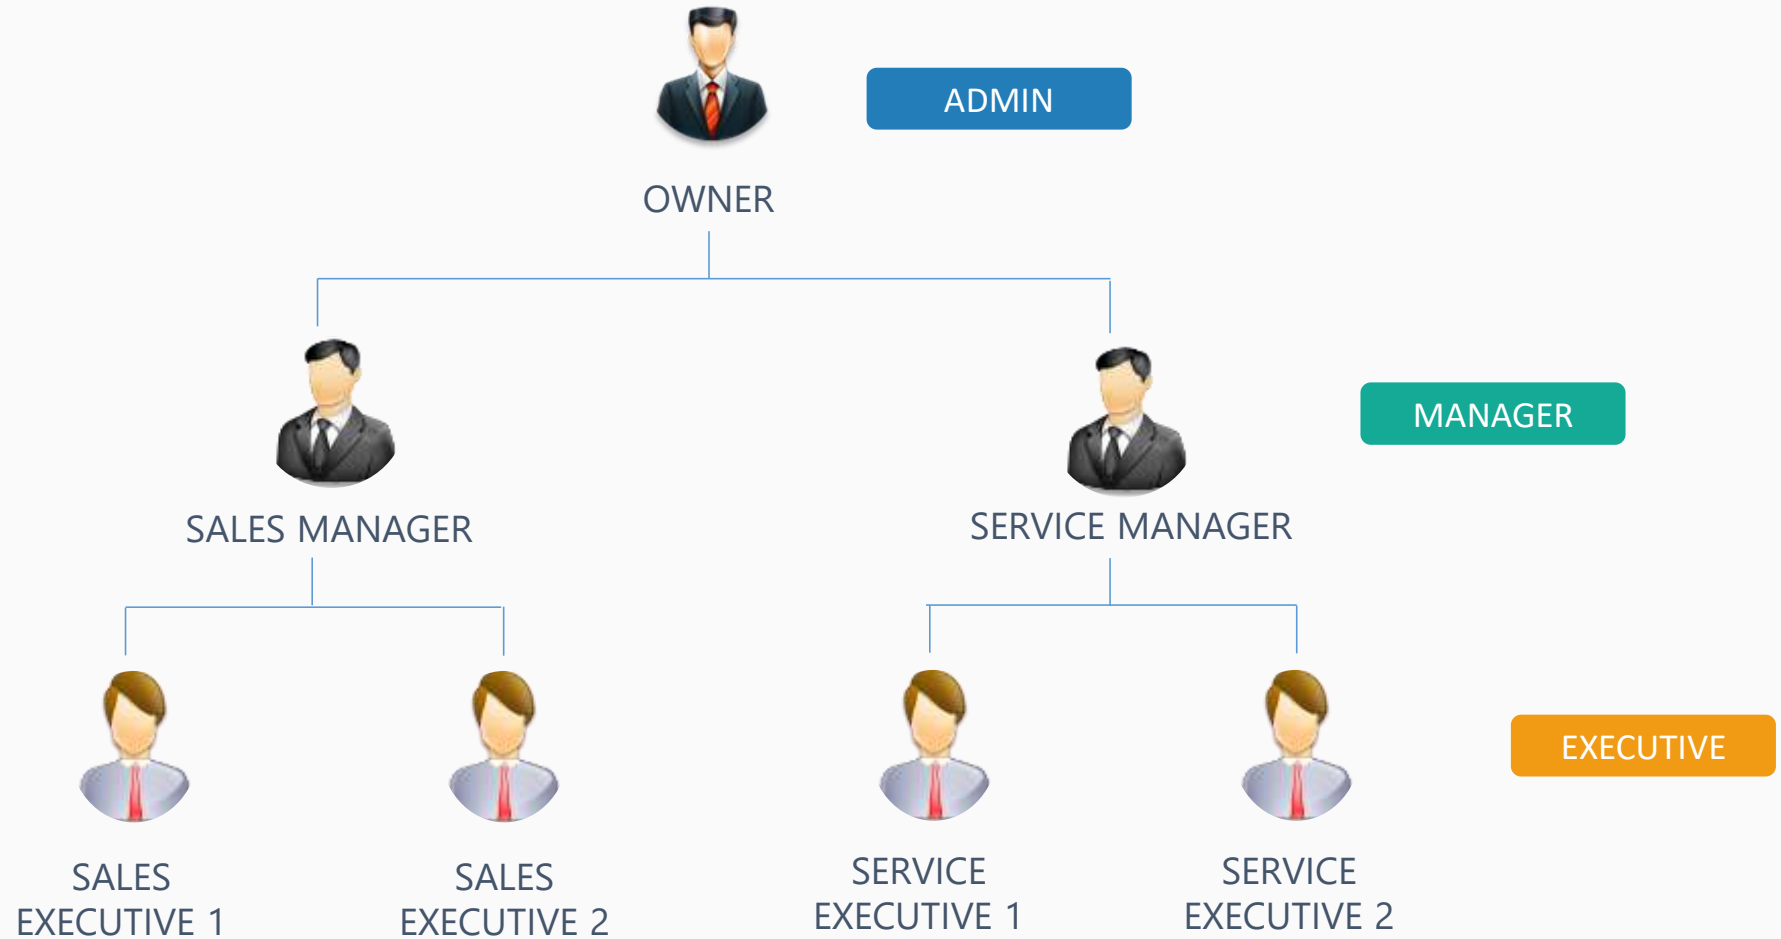 ADMIN
OWNER
MANAGER
SALES MANAGER
SERVICE MANAGER
EXECUTIVE
SALES
EXECUTIVE 1
SALES
EXECUTIVE 2
SERVICE
EXECUTIVE 1
SERVICE
EXECUTIVE 2